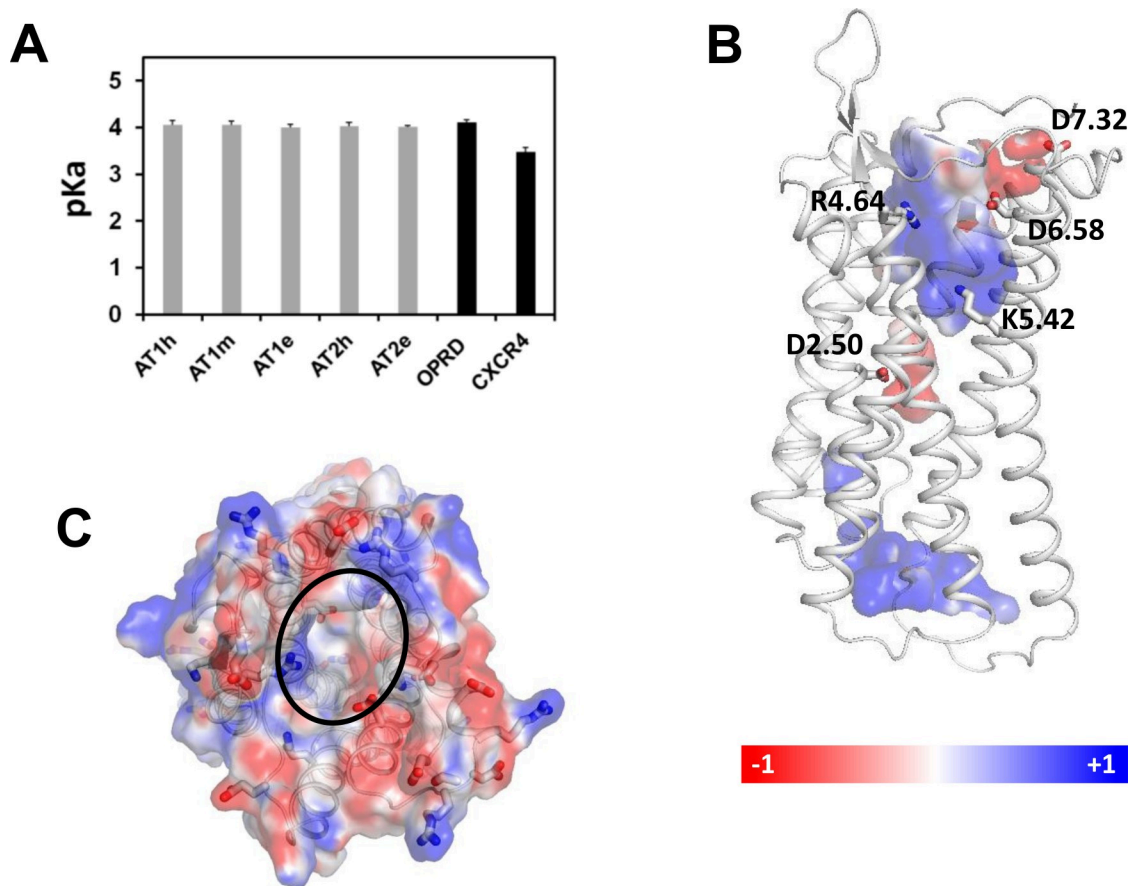 A
pKa
5
4
3
2
1
0
AT1h
AT1m
AT1e
AT2h
AT2e
OPRD
CXCR4
B
D7.32
R4.64
D6.58
K5.42
D2.50
C
-1
+1